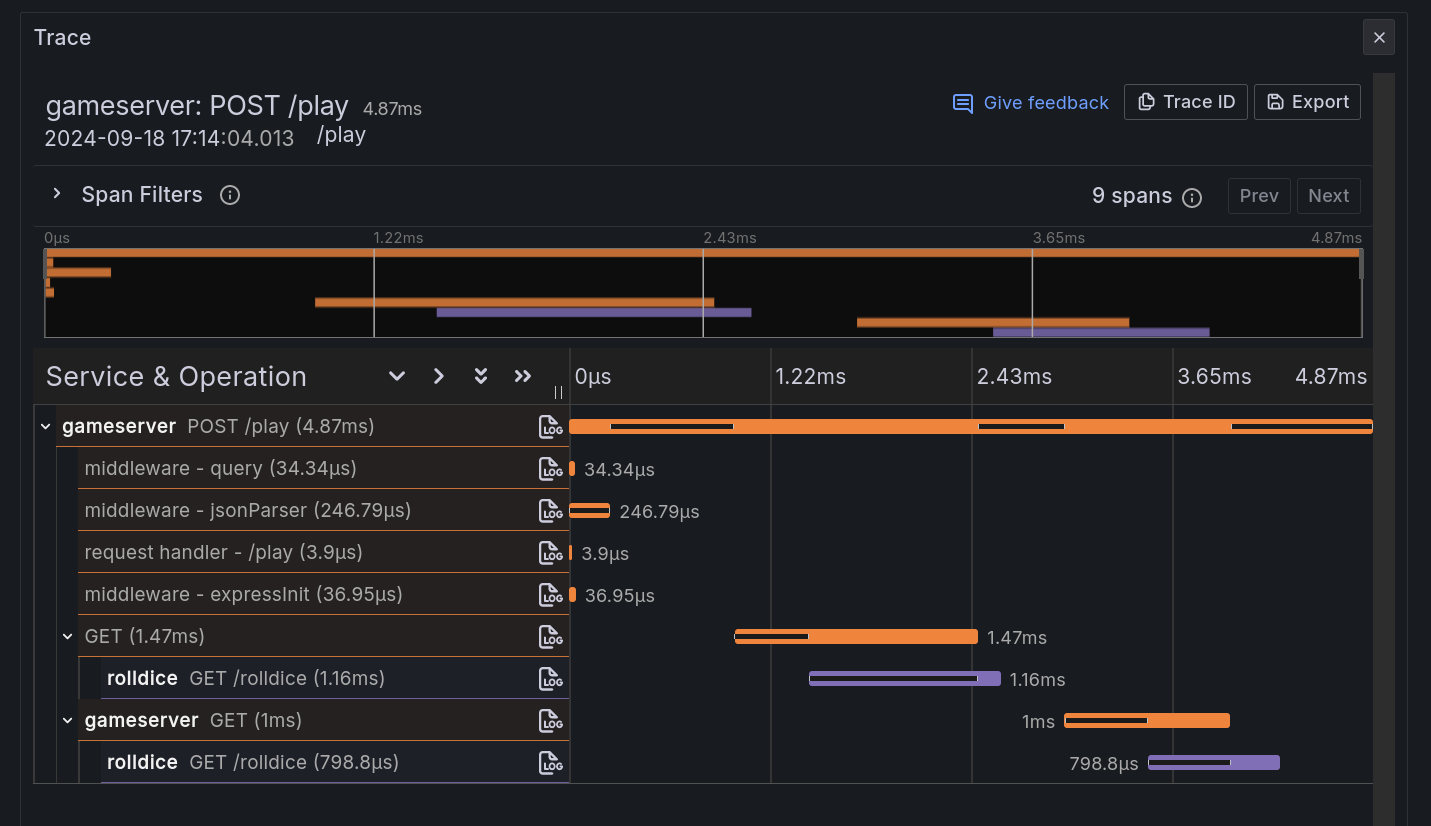 Trace
gameserver: POST /play 4.87ms
Give feedback
Trace ID
Export
2024-09-18 17:14:04.013 /play
Span Filters
9 spans
Prev
Next
0μs 1.22ms 2.43ms 3.65ms 4.87ms
Service & Operation
0μs 1.22ms 2.43ms 3.65ms 4.87ms
gameserver POST /play (4.87ms) LOG
middleware - query (34.34μs) LOG 34.34μs
middleware - jsonParser (246.79μs) LOG 246.79μs
request handler - /play (3.9μs) LOG 3.9μs
middleware - expressInit (36.95μs) LOG 36.95μs
GET (1.47ms) LOG 1.47ms
rolldice GET /rolldice (1.16ms) LOG 1.16ms
gameserver GET (1ms) LOG 1ms
rolldice GET /rolldice (798.8μs) LOG 798.8μs